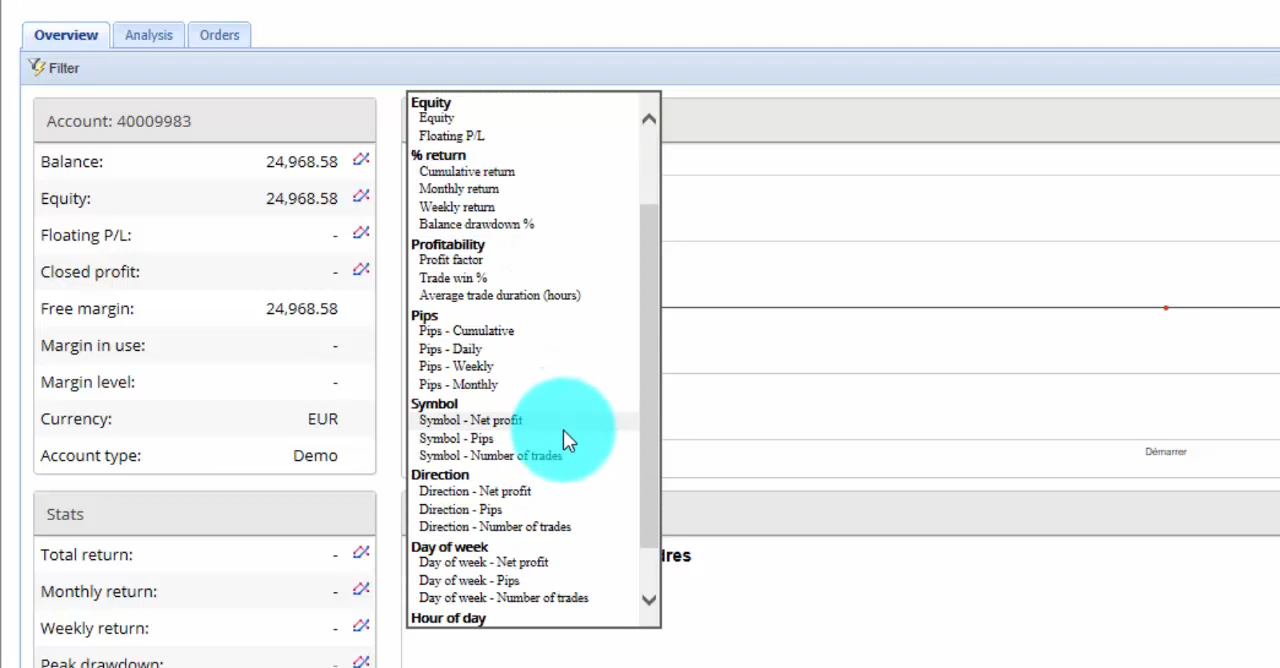 Overview Analysis Orders
Filter
Account: 40009983
Balance: 24,968.58
Equity: 24,968.58
Floating P/L: -
Closed profit: -
Free margin: 24,968.58
Margin in use: -
Margin level: -
Currency: EUR
Account type: Demo
Stats
Total return: -
Monthly return: -
Weekly return: -
Peak drawdown: -
Equity
Equity
Floating P/L
% return
Cumulative return
Monthly return
Weekly return
Balance drawdown %
Profitability
Profit factor
Trade win %
Average trade duration (hours)
Pips
Pips - Cumulative
Pips - Daily
Pips - Weekly
Pips - Monthly
Symbol
Symbol - Net profit
Symbol - Pips
Symbol - Number of trades
Direction
Direction - Net profit
Direction - Pips
Direction - Number of trades
Day of week
Day of week - Net profit
Day of week - Pips
Day of week - Number of trades
Hour of day
Démarrer
dres